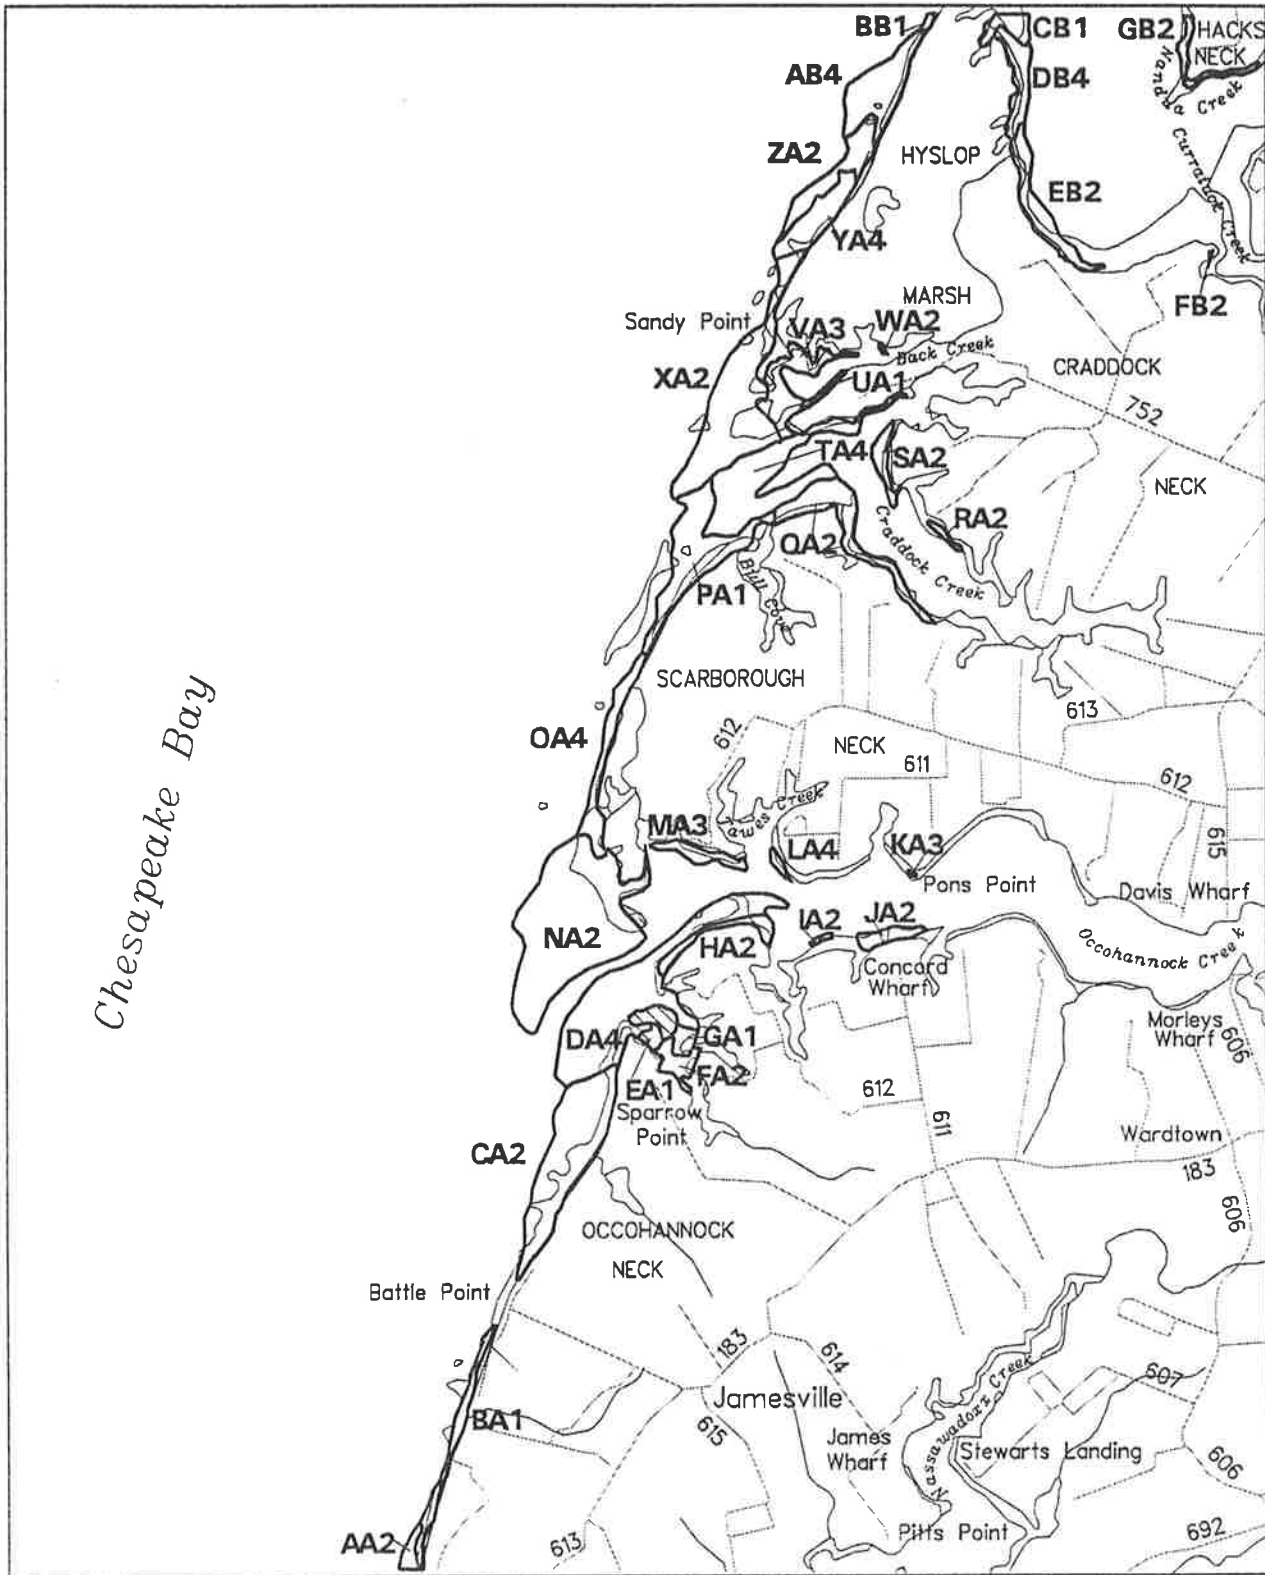 BB1
CB1
GB2
HACKS
NECK
AB4
DB4
Nandua Creek
ZA2
HYSLOP
Curratuck Creek
EB2
YA4
MARSH
FB2
Sandy Point
VA3
WA2
Back Creek
CRADDOCK
XA2
UA1
752
TA4
SA2
NECK
RA2
QA2
Craddock Creek
PA1
Bull Cove
SCARBOROUGH
613
Chesapeake Bay
OA4
612
NECK
611
612
Tawes Creek
MA3
LA4
KA3
615
Pons Point
Davis Wharf
NA2
HA2
IA2
JA2
Occohannock Creek
Concord
Wharf
DA4
GA1
Morleys
Wharf
606
EA1
FA2
612
Sparrow
Point
611
Wardtown
CA2
183
606
OCCOHANNOCK
NECK
Battle Point
183
614
607
Jamesville
BA1
615
James
Wharf
Nassawadox Creek
Stewarts Landing
606
Pitts Point
AA2
613
692